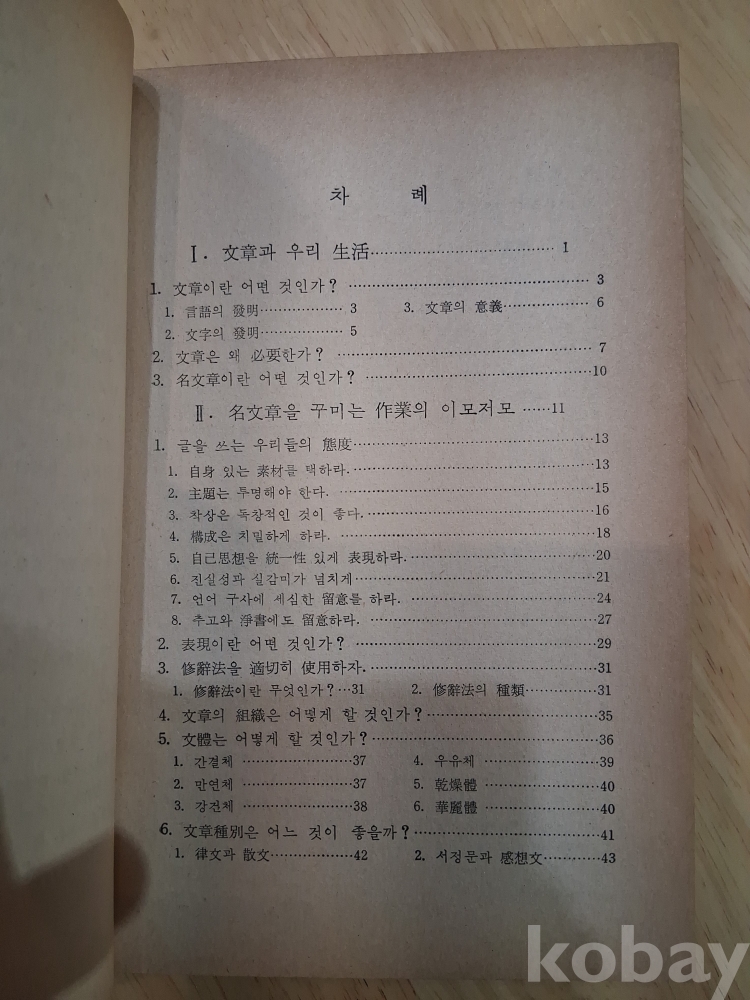 차 례
Ⅰ. 文章과 우리 生活 ········ 1
1. 文章이란 어떤 것인가? ········ 3
1. 言語의 發明 ········ 3 3. 文章의 意義 ········ 6
2. 文字의 發明 ········ 5
2. 文章은 왜 必要한가? ········ 7
3. 名文章이란 어떤 것인가? ········ 10
Ⅱ. 名文章을 꾸미는 作業의 이모저모 ······11
1. 글을 쓰는 우리들의 態度 ········ 13
1. 自身 있는 素材를 택하라. ········ 13
2. 主題는 투명해야 한다. ········ 15
3. 착상은 독창적인 것이 좋다. ········ 16
4. 構成은 치밀하게 하라. ········ 18
5. 自己思想을 統一性 있게 表現하라. ········ 20
6. 진실성과 실감미가 넘치게 ········ 21
7. 언어 구사에 세심한 留意를 하라. ········ 24
8. 추고와 淨書에도 留意하라. ········ 27
2. 表現이란 어떤 것인가? ········ 29
3. 修辭法을 適切히 使用하자. ········ 31
1. 修辭法이란 무엇인가? ··· 31 2. 修辭法의 種類 ········ 31
4. 文章의 組織은 어떻게 할 것인가? ········ 35
5. 文體는 어떻게 할 것인가? ········ 36
1. 간결체 ········ 37 4. 우유체 ········ 39
2. 만연체 ········ 37 5. 乾燥體 ········ 40
3. 강건체 ········ 38 6. 華麗體 ········ 40
6. 文章種別은 어느 것이 좋을까? ········ 41
1. 律文과 散文 ········ 42 2. 서정문과 感想文 ········ 43
kobay